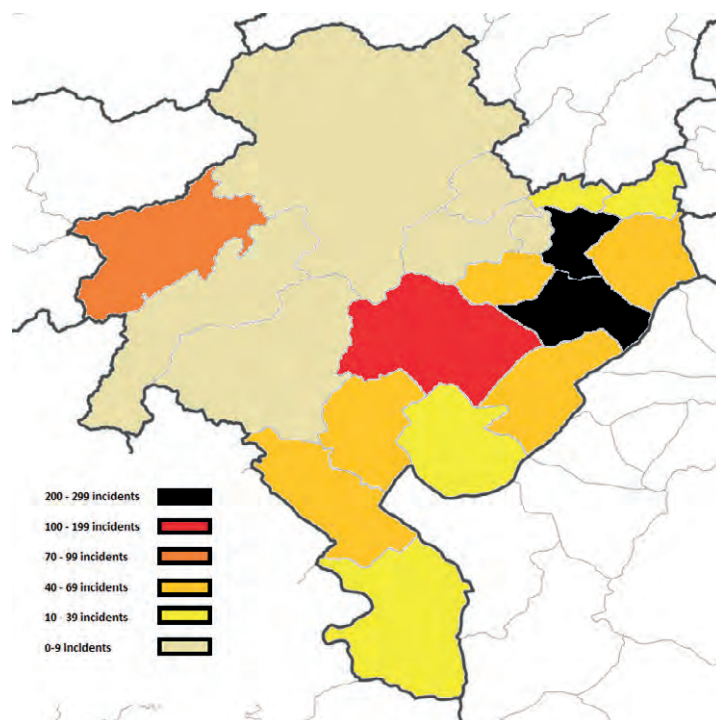 200 - 299 incidents
100 - 199 incidents
70 - 99 incidents
40 - 69 incidents
10 - 39 incidents
0-9 incidents